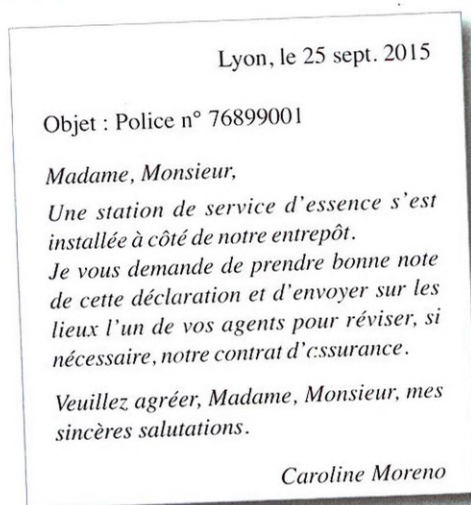 Lyon, le 25 sept. 2015
Objet : Police n° 76899001
Madame, Monsieur,
Une station de service d'essence s'est
installée à côté de notre entrepôt.
Je vous demande de prendre bonne note
de cette déclaration et d'envoyer sur les
lieux l'un de vos agents pour réviser, si
nécessaire, notre contrat d'assurance.
Veuillez agréer, Madame, Monsieur, mes
sincères salutations.
Caroline Moreno